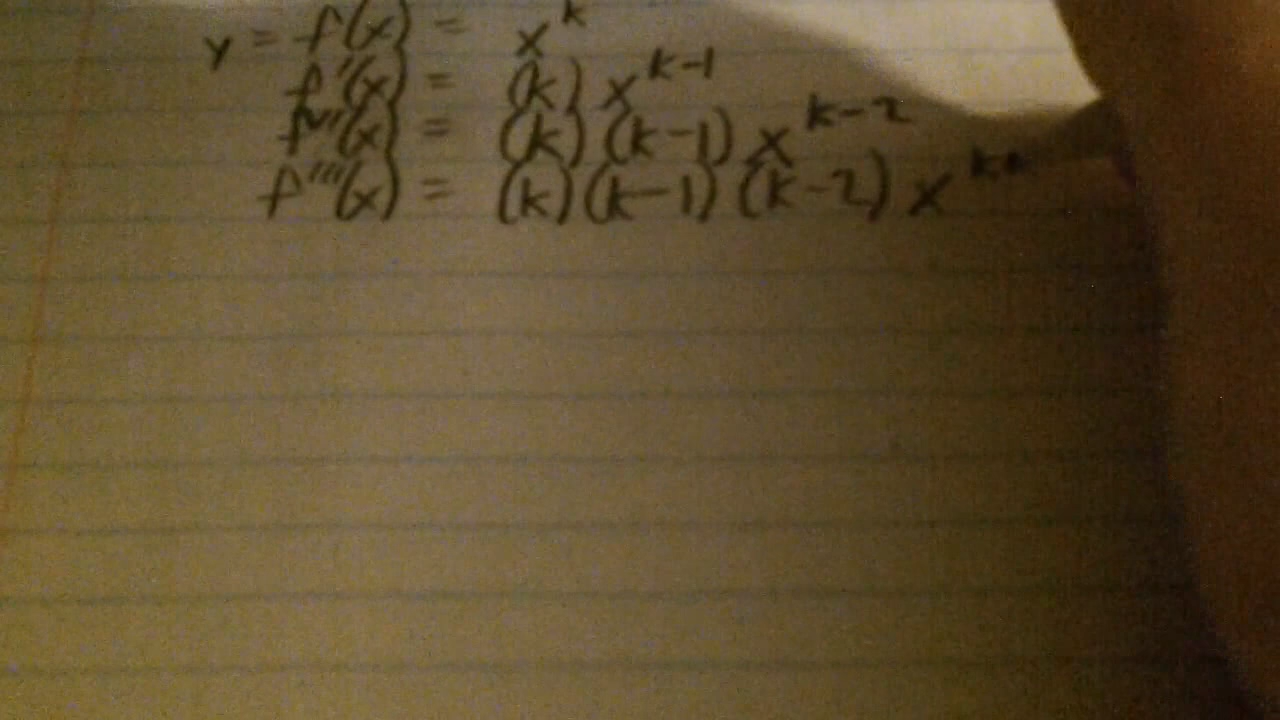 y = f(x) = x^k
f'(x) = (k) x^{k-1}
f''(x) = (k) (k-1) x^{k-2}
f'''(x) = (k) (k-1) (k-2) x^k